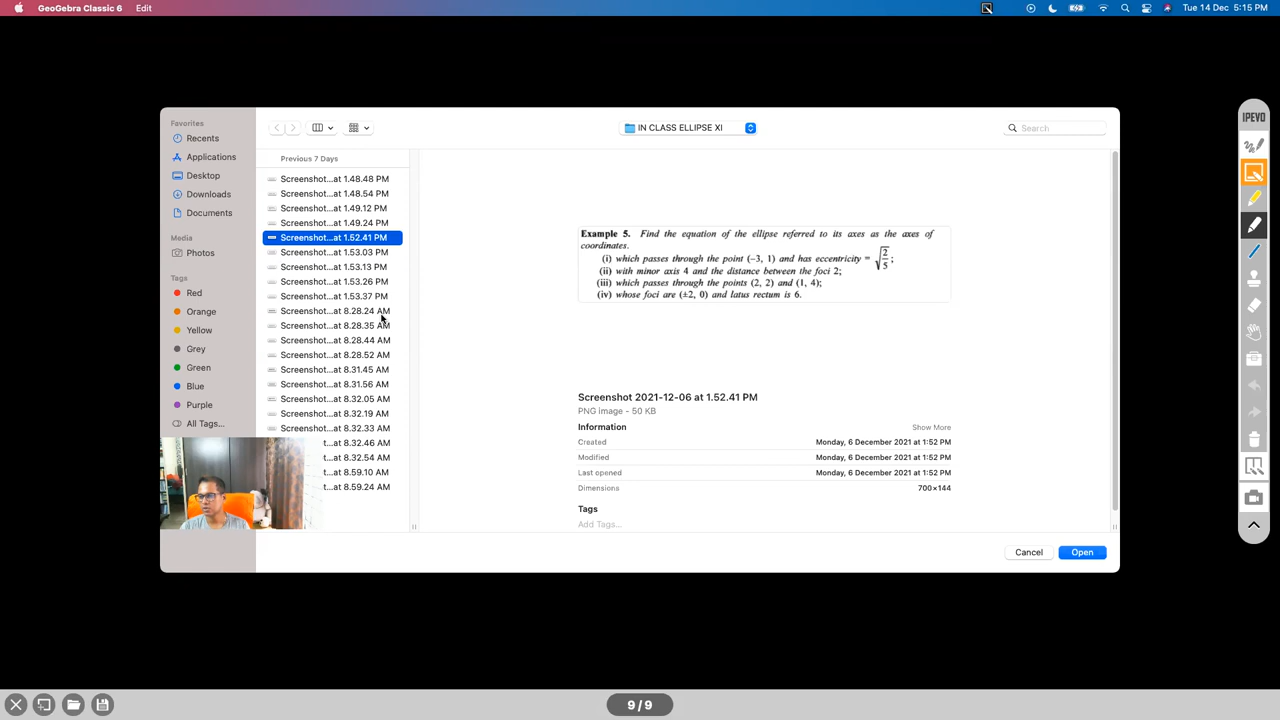 GeoGebra Classic 6 Edit Tue 14 Dec 5:15 PM
Favorites
Recents
Applications
Desktop
Downloads
Documents
Media
Photos
Tags
Red
Orange
Yellow
Grey
Green
Blue
Purple
All Tags...
IN CLASS ELLIPSE XI
Search
Previous 7 Days
Screenshot...at 1.48.48 PM
Screenshot...at 1.48.54 PM
Screenshot...at 1.49.12 PM
Screenshot...at 1.49.24 PM
Screenshot...at 1.52.41 PM
Screenshot...at 1.53.03 PM
Screenshot...at 1.53.13 PM
Screenshot...at 1.53.26 PM
Screenshot...at 1.53.37 PM
Screenshot...at 8.28.24 AM
Screenshot...at 8.28.35 AM
Screenshot...at 8.28.44 AM
Screenshot...at 8.28.52 AM
Screenshot...at 8.31.45 AM
Screenshot...at 8.31.56 AM
Screenshot...at 8.32.05 AM
Screenshot...at 8.32.19 AM
Screenshot...at 8.32.33 AM
t...at 8.32.46 AM
t...at 8.32.54 AM
t...at 8.59.10 AM
t...at 8.59.24 AM
Example 5. Find the equation of the ellipse referred to its axes as the axes of
coordinates.
(i) which passes through the point (−3, 1) and has eccentricity = √(2/5);
(ii) with minor axis 4 and the distance between the foci 2;
(iii) which passes through the points (2, 2) and (1, 4);
(iv) whose foci are (±2, 0) and latus rectum is 6.
Screenshot 2021-12-06 at 1.52.41 PM
PNG image - 50 KB
Information Show More
Created Monday, 6 December 2021 at 1:52 PM
Modified Monday, 6 December 2021 at 1:52 PM
Last opened Monday, 6 December 2021 at 1:52 PM
Dimensions 700×144
Tags
Add Tags...
Cancel Open
IPEVO
9 / 9